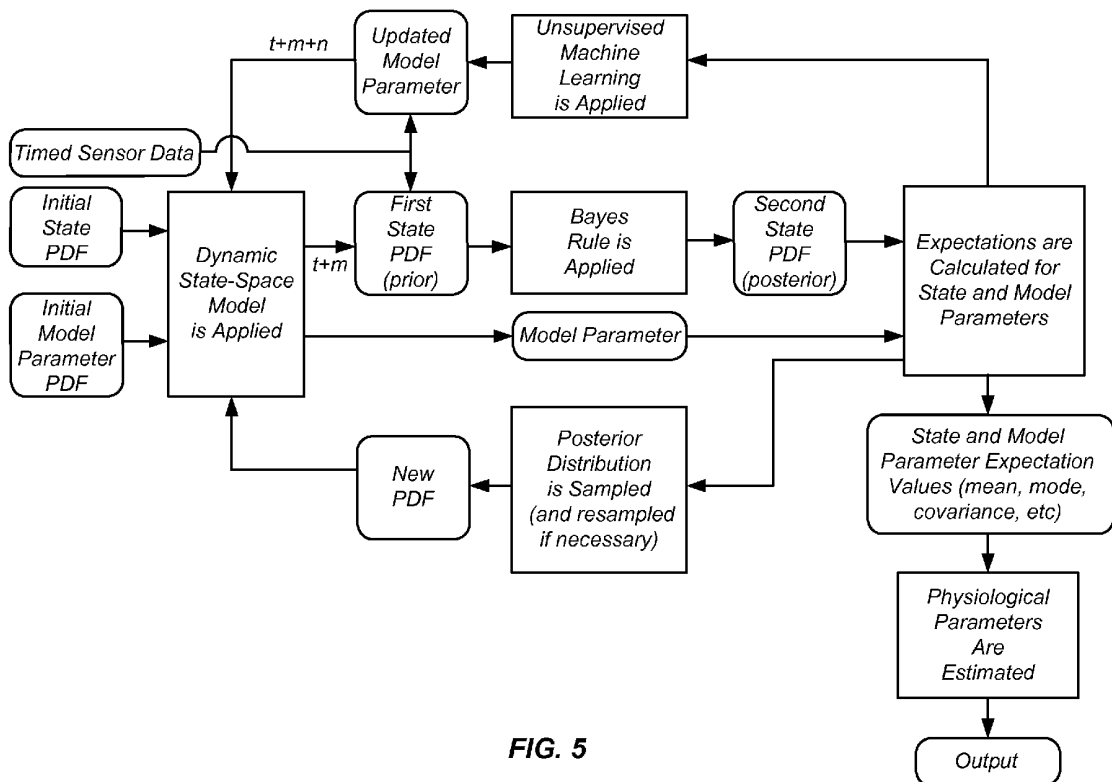 t+m+n
Updated
Model
Parameter
Unsupervised
Machine
Learning
is Applied
Timed Sensor Data
Initial
State
PDF
Initial
Model
Parameter
PDF
Dynamic
State-Space
Model
is Applied
t+m
First
State
PDF
(prior)
Bayes
Rule is
Applied
Second
State
PDF
(posterior)
Expectations are
Calculated for
State and Model
Parameters
Model Parameter
New
PDF
Posterior
Distribution
is Sampled
(and resampled
if necessary)
State and Model
Parameter Expectation
Values (mean, mode,
covariance, etc)
Physiological
Parameters
Are
Estimated
Output
FIG. 5